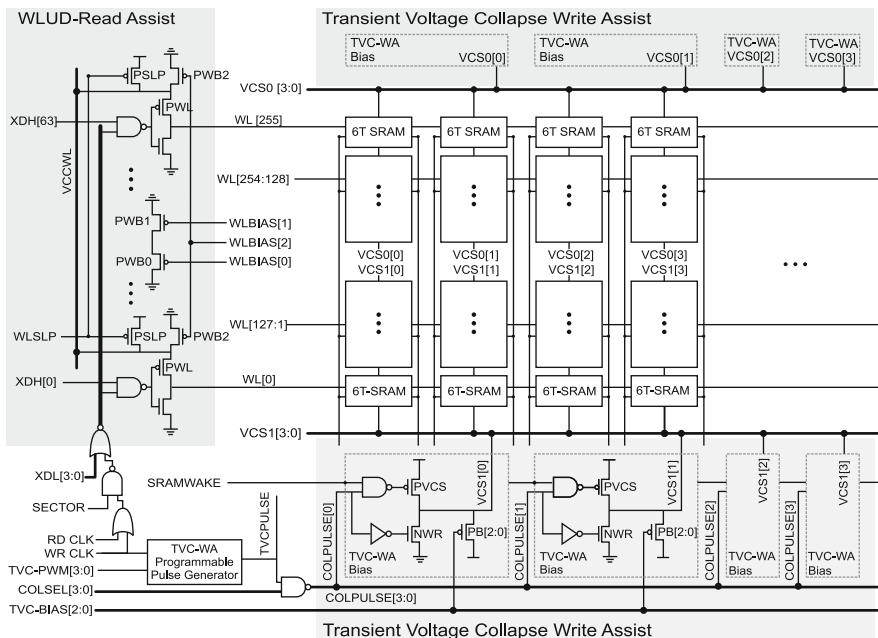 WLUD-Read Assist
Transient Voltage Collapse Write Assist
TVC-WA
Bias
VCS0[0]
TVC-WA
Bias
VCS0[1]
TVC-WA
VCS0[2]
TVC-WA
VCS0[3]
PSLP
PWB2
VCS0 [3:0]
PWL
XDH[63]
WL [255]
6T SRAM
6T SRAM
6T SRAM
6T SRAM
VCCWL
WL[254:128]
PWB1
WLBIAS[1]
WLBIAS[2]
PWB0
WLBIAS[0]
VCS0[0]
VCS1[0]
VCS0[1]
VCS1[1]
VCS0[2]
VCS1[2]
VCS0[3]
VCS1[3]
WL[127:1]
WLSLP
PSLP
PWB2
PWL
XDH[0]
WL[0]
6T-SRAM
6T-SRAM
6T-SRAM
6T-SRAM
VCS1[3:0]
XDL[3:0]
SRAMWAKE
SECTOR
RD CLK
WR CLK
TVC-PWM[3:0]
COLSEL[3:0]
TVC-BIAS[2:0]
TVC-WA
Programmable
Pulse Generator
TVCPULSE
COLPULSE[0]
PVCS
NWR
VCS1[0]
PB[2:0]
TVC-WA
Bias
COLPULSE[1]
PVCS
NWR
VCS1[1]
PB[2:0]
TVC-WA
Bias
COLPULSE[2]
VCS1[2]
TVC-WA
Bias
COLPULSE[3]
VCS1[3]
TVC-WA
Bias
COLPULSE[3:0]
Transient Voltage Collapse Write Assist